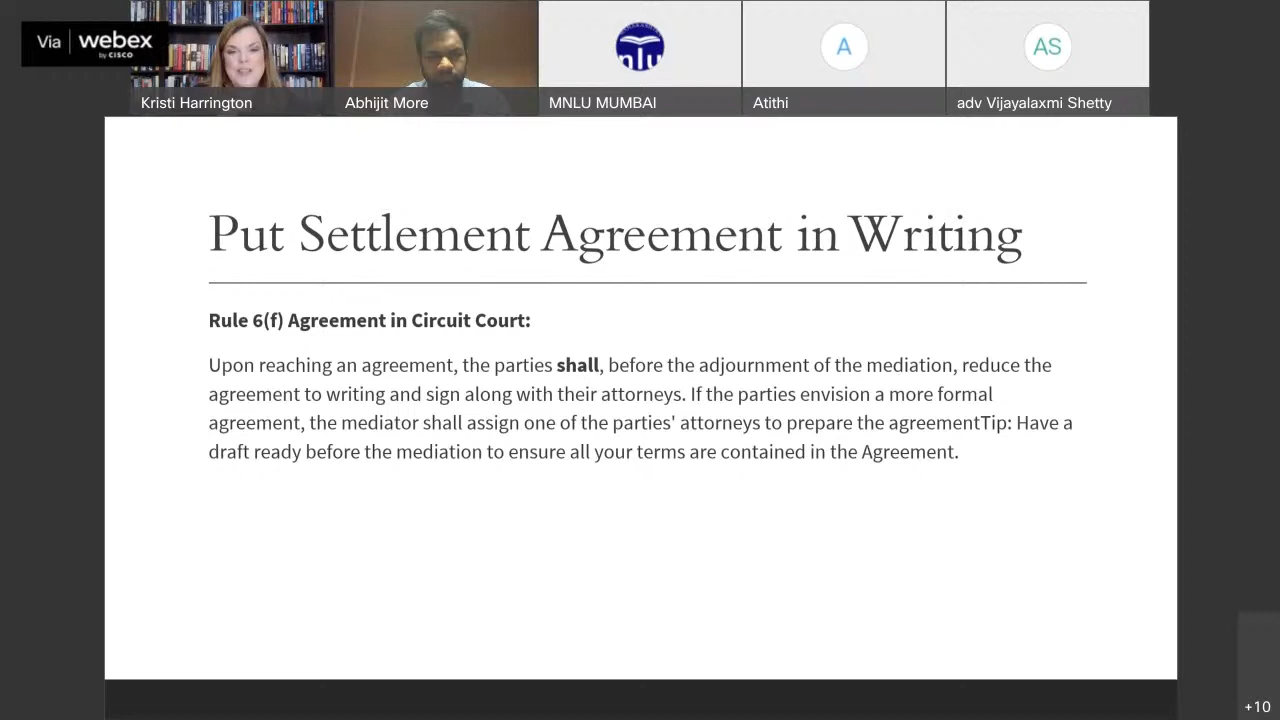 Via webex
by CISCO
Kristi Harrington
Abhijit More
nlu
MNLU MUMBAI
A
Atithi
AS
adv Vijayalaxmi Shetty
Put Settlement Agreement in Writing
Rule 6(f) Agreement in Circuit Court:
Upon reaching an agreement, the parties shall, before the adjournment of the mediation, reduce the
agreement to writing and sign along with their attorneys. If the parties envision a more formal
agreement, the mediator shall assign one of the parties' attorneys to prepare the agreementTip: Have a
draft ready before the mediation to ensure all your terms are contained in the Agreement.
+10